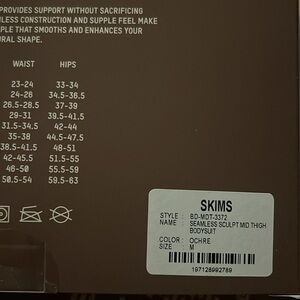 PROVIDES SUPPORT WITHOUT SACRIFICING
LESS CONSTRUCTION AND SUPPLE FEEL MAKE
PLE THAT SMOOTHS AND ENHANCES YOUR
RAL SHAPE.
WAIST HIPS
23-24 33-34
24-26 34.5-36.5
26.5-28.5 37-39
29-31 39.5-41.5
31.5-34.5 42-44
35-38 44.5-47.5
38.5-41.5 48-51
42-45.5 51.5-55
46-50 55.5-59
50.5-54 59.5-63
SKIMS
STYLE : BD-MDT-3372
NAME : SEAMLESS SCULPT MID THIGH
BODYSUIT
COLOR : OCHRE
SIZE : M
197128992789